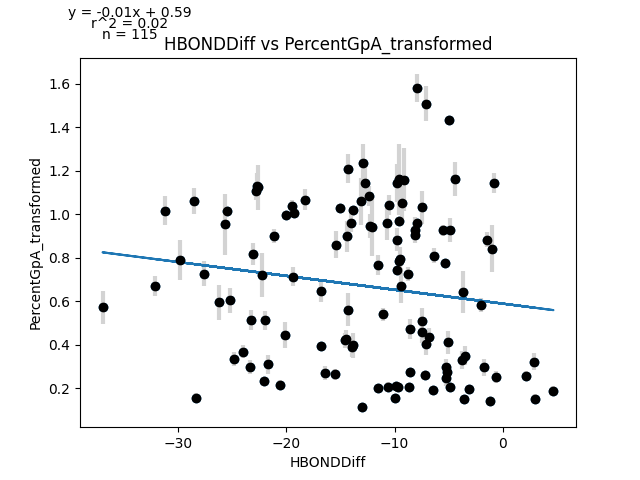 y = -0.01x + 0.59
r^2 = 0.02
n = 115
HBONDDiff vs PercentGpA_transformed
PercentGpA_transformed
1.6
1.4
1.2
1.0
0.8
0.6
0.4
0.2
−30
−20
−10
0
HBONDDiff